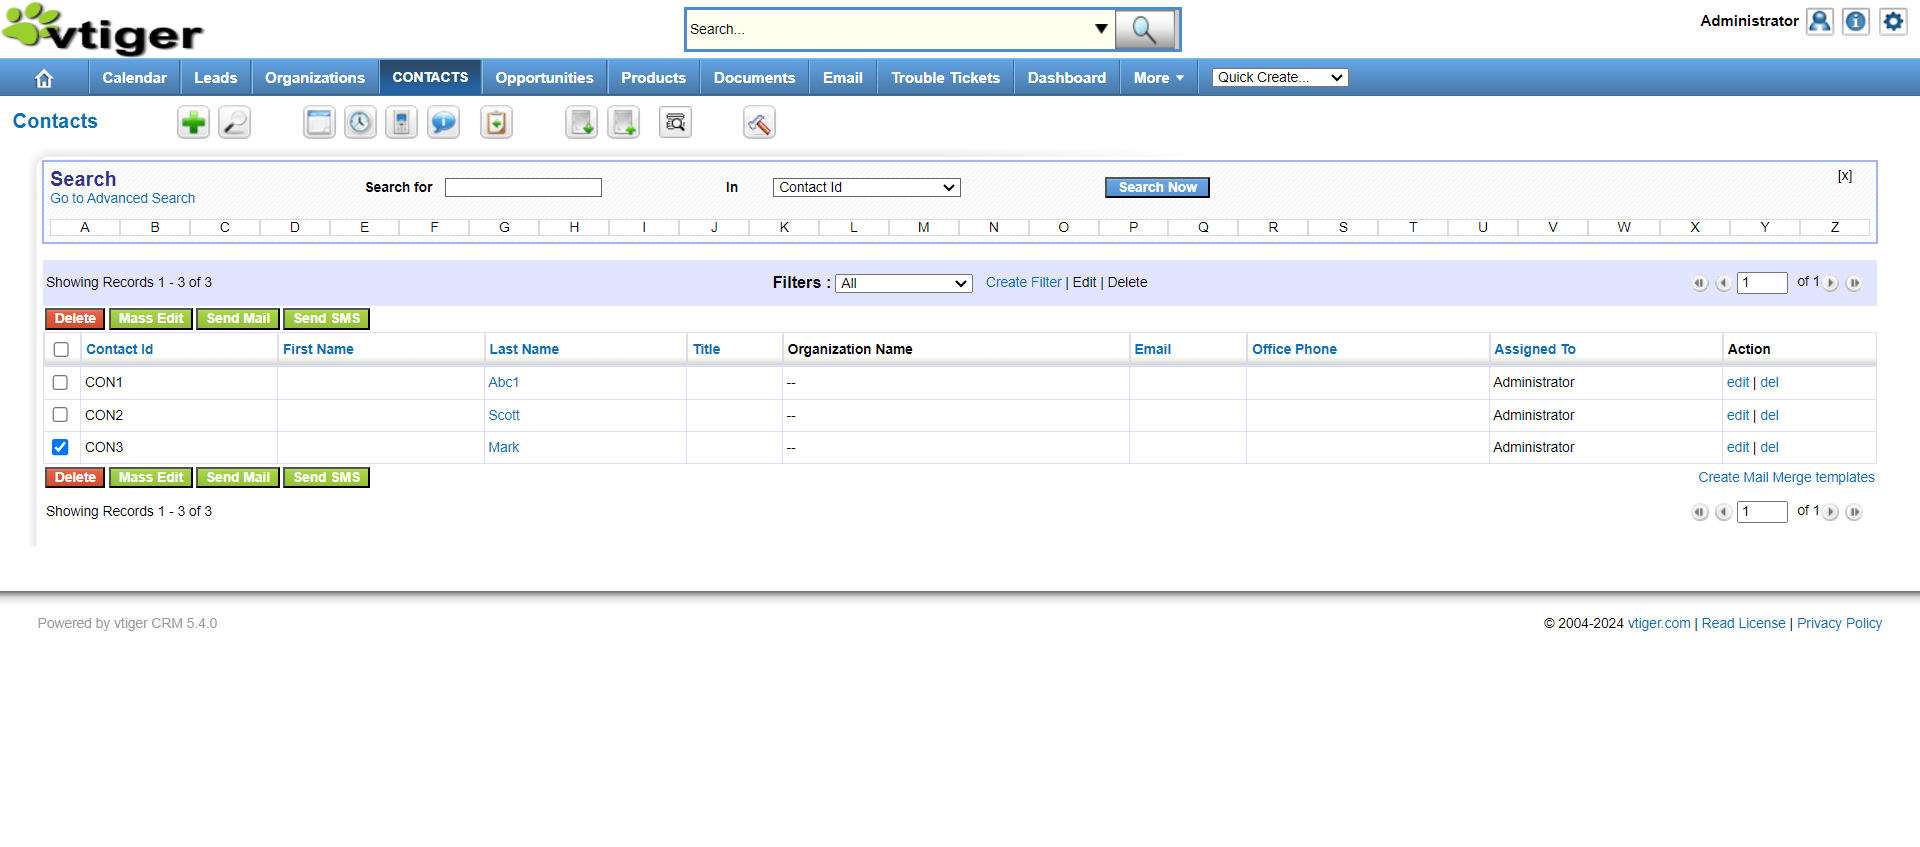 vtiger
Search...
Administrator
Calendar Leads Organizations CONTACTS Opportunities Products Documents Email Trouble Tickets Dashboard More Quick Create...
Contacts
Search
Go to Advanced Search
Search for In Contact Id Search Now [x]
A B C D E F G H I J K L M N O P Q R S T U V W X Y Z
Showing Records 1 - 3 of 3 Filters : All Create Filter | Edit | Delete 1 of 1
Delete Mass Edit Send Mail Send SMS
Contact Id First Name Last Name Title Organization Name Email Office Phone Assigned To Action
CON1 Abc1 -- Administrator edit | del
CON2 Scott -- Administrator edit | del
CON3 Mark -- Administrator edit | del
Delete Mass Edit Send Mail Send SMS Create Mail Merge templates
Showing Records 1 - 3 of 3 1 of 1
Powered by vtiger CRM 5.4.0 © 2004-2024 vtiger.com | Read License | Privacy Policy